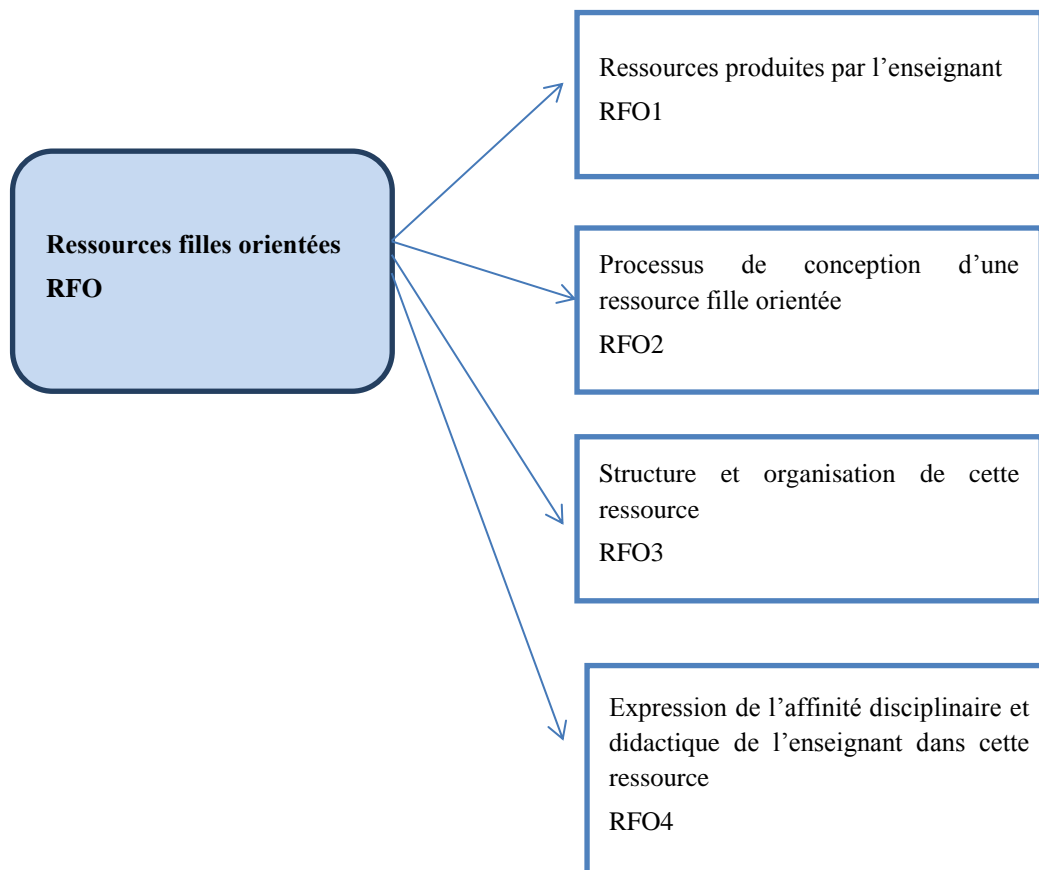 Ressources filles orientées
RFO
Ressources produites par l’enseignant
RFO1
Processus de conception d’une
ressource fille orientée
RFO2
Structure et organisation de cette
ressource
RFO3
Expression de l’affinité disciplinaire et
didactique de l’enseignant dans cette
ressource
RFO4